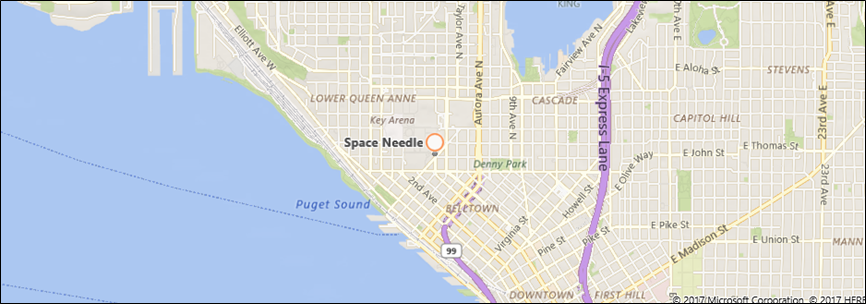 KING
Elliott Ave W
Taylor Ave N
Aurora Ave N
Fairview Ave N
I-5 Express Lane
E Aloha St
STEVENS
LOWER QUEEN ANNE
CASCADE
9th Ave N
CAPITOL HILL
23rd Ave E
Key Arena
Space Needle
Denny Park
E John St
E Thomas St
E Olive Way
23rd Ave
2nd Ave
Puget Sound
BELLTOWN
Howell St
Virginia St
Pine St
Pike St
E Pike St
E Madison St
E Union St
MANN
99
DOWNTOWN
FIRST HILL
© 2017 Microsoft Corporation, © 2017 HERE